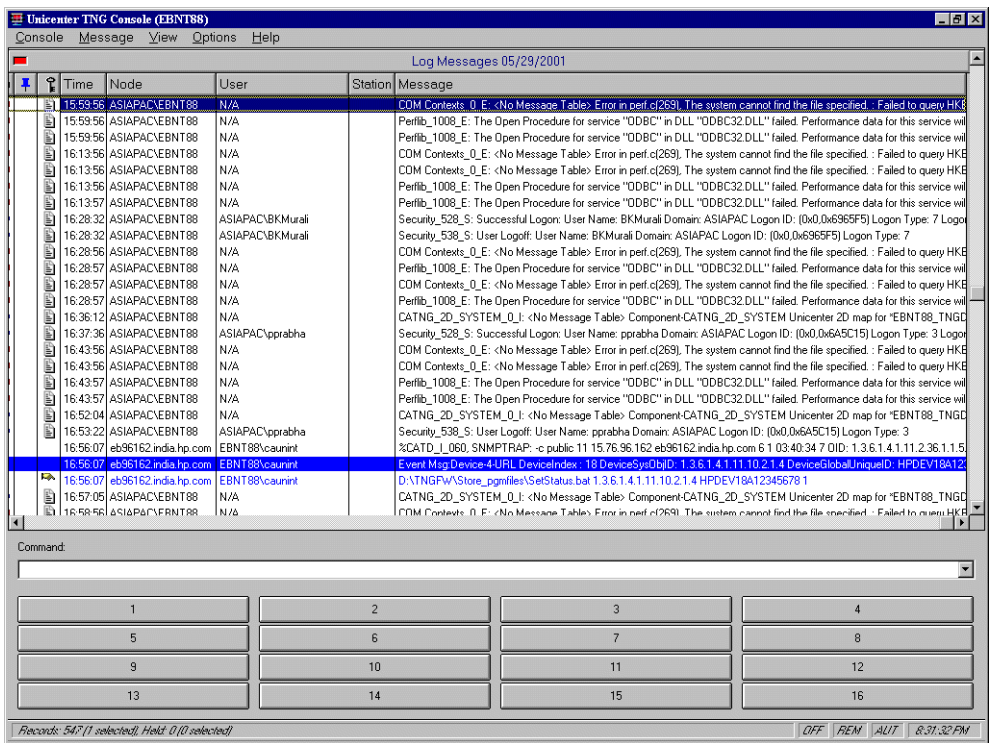 Unicenter TNG Console (EBNT88)
Console Message View Options Help
Log Messages 05/29/2001
Time Node User Station Message
15:59:56 ASIAPAC\EBNT88 N/A COM Contexts_0_E: <No Message Table> Error in perf.c(269), The system cannot find the file specified. : Failed to query HK
15:59:56 ASIAPAC\EBNT88 N/A Perflib_1008_E: The Open Procedure for service "ODBC" in DLL "ODBC32.DLL" failed. Performance data for this service wil
15:59:56 ASIAPAC\EBNT88 N/A Perflib_1008_E: The Open Procedure for service "ODBC" in DLL "ODBC32.DLL" failed. Performance data for this service wil
16:13:56 ASIAPAC\EBNT88 N/A COM Contexts_0_E: <No Message Table> Error in perf.c(269), The system cannot find the file specified. : Failed to query HKE
16:13:56 ASIAPAC\EBNT88 N/A COM Contexts_0_E: <No Message Table> Error in perf.c(269), The system cannot find the file specified. : Failed to query HKE
16:13:56 ASIAPAC\EBNT88 N/A Perflib_1008_E: The Open Procedure for service "ODBC" in DLL "ODBC32.DLL" failed. Performance data for this service wil
16:13:57 ASIAPAC\EBNT88 N/A Perflib_1008_E: The Open Procedure for service "ODBC" in DLL "ODBC32.DLL" failed. Performance data for this service wil
16:28:32 ASIAPAC\EBNT88 ASIAPAC\BKMurali Security_528_S: Successful Logon: User Name: BKMurali Domain: ASIAPAC Logon ID: (0x0,0x6965F5) Logon Type: 7 Logo
16:28:32 ASIAPAC\EBNT88 ASIAPAC\BKMurali Security_538_S: User Logoff: User Name: BKMurali Domain: ASIAPAC Logon ID: (0x0,0x6965F5) Logon Type: 7
16:28:56 ASIAPAC\EBNT88 N/A COM Contexts_0_E: <No Message Table> Error in perf.c(269), The system cannot find the file specified. : Failed to query HKE
16:28:57 ASIAPAC\EBNT88 N/A Perflib_1008_E: The Open Procedure for service "ODBC" in DLL "ODBC32.DLL" failed. Performance data for this service wil
16:28:57 ASIAPAC\EBNT88 N/A COM Contexts_0_E: <No Message Table> Error in perf.c(269), The system cannot find the file specified. : Failed to query HKE
16:28:57 ASIAPAC\EBNT88 N/A Perflib_1008_E: The Open Procedure for service "ODBC" in DLL "ODBC32.DLL" failed. Performance data for this service wil
16:36:12 ASIAPAC\EBNT88 N/A CATNG_2D_SYSTEM_0_I: <No Message Table> Component-CATNG_2D_SYSTEM Unicenter 2D map for "EBNT88_TNGD
16:37:36 ASIAPAC\EBNT88 ASIAPAC\pprabha Security_528_S: Successful Logon: User Name: pprabha Domain: ASIAPAC Logon ID: (0x0,0x6A5C15) Logon Type: 3 Logon
16:43:56 ASIAPAC\EBNT88 N/A COM Contexts_0_E: <No Message Table> Error in perf.c(269), The system cannot find the file specified. : Failed to query HKE
16:43:56 ASIAPAC\EBNT88 N/A COM Contexts_0_E: <No Message Table> Error in perf.c(269), The system cannot find the file specified. : Failed to query HKE
16:43:57 ASIAPAC\EBNT88 N/A Perflib_1008_E: The Open Procedure for service "ODBC" in DLL "ODBC32.DLL" failed. Performance data for this service wil
16:43:57 ASIAPAC\EBNT88 N/A Perflib_1008_E: The Open Procedure for service "ODBC" in DLL "ODBC32.DLL" failed. Performance data for this service wil
16:52:04 ASIAPAC\EBNT88 N/A CATNG_2D_SYSTEM_0_I: <No Message Table> Component-CATNG_2D_SYSTEM Unicenter 2D map for "EBNT88_TNGD
16:53:22 ASIAPAC\EBNT88 ASIAPAC\pprabha Security_538_S: User Logoff: User Name: pprabha Domain: ASIAPAC Logon ID: (0x0,0x6A5C15) Logon Type: 3
16:56:07 eb96162.india.hp.com EBNT88\caunint %CATD_I_060, SNMPTRAP: -c public 11 15.76.96.162 eb96162.india.hp.com 6 1 03:40:34 7 OID: 1.3.6.1.4.1.11.2.36.1.1.5.
16:56:07 eb96162.india.hp.com EBNT88\caunint Event Msg:Device-4-URL DeviceIndex : 18 DeviceSysObjID: 1.3.6.1.4.1.11.10.2.1.4 DeviceGlobalUniqueID: HPDEV18A123
16:56:07 eb96162.india.hp.com EBNT88\caunint D:\TNGFW\Store_pgmfiles\SetStatus.bat 1.3.6.1.4.1.11.10.2.1.4 HPDEV18A12345678 1
16:57:05 ASIAPAC\EBNT88 N/A CATNG_2D_SYSTEM_0_I: <No Message Table> Component-CATNG_2D_SYSTEM Unicenter 2D map for "EBNT88_TNGD
16:58:56 ASIAPAC\EBNT88 N/A COM Contexts_0_E: <No Message Table> Error in perf.c(269), The system cannot find the file specified. : Failed to query HKE
Command:
1 2 3 4
5 6 7 8
9 10 11 12
13 14 15 16
Records: 547 (1 selected), Held: 0 (0 selected) OFF REM AUT 8:31:32 PM